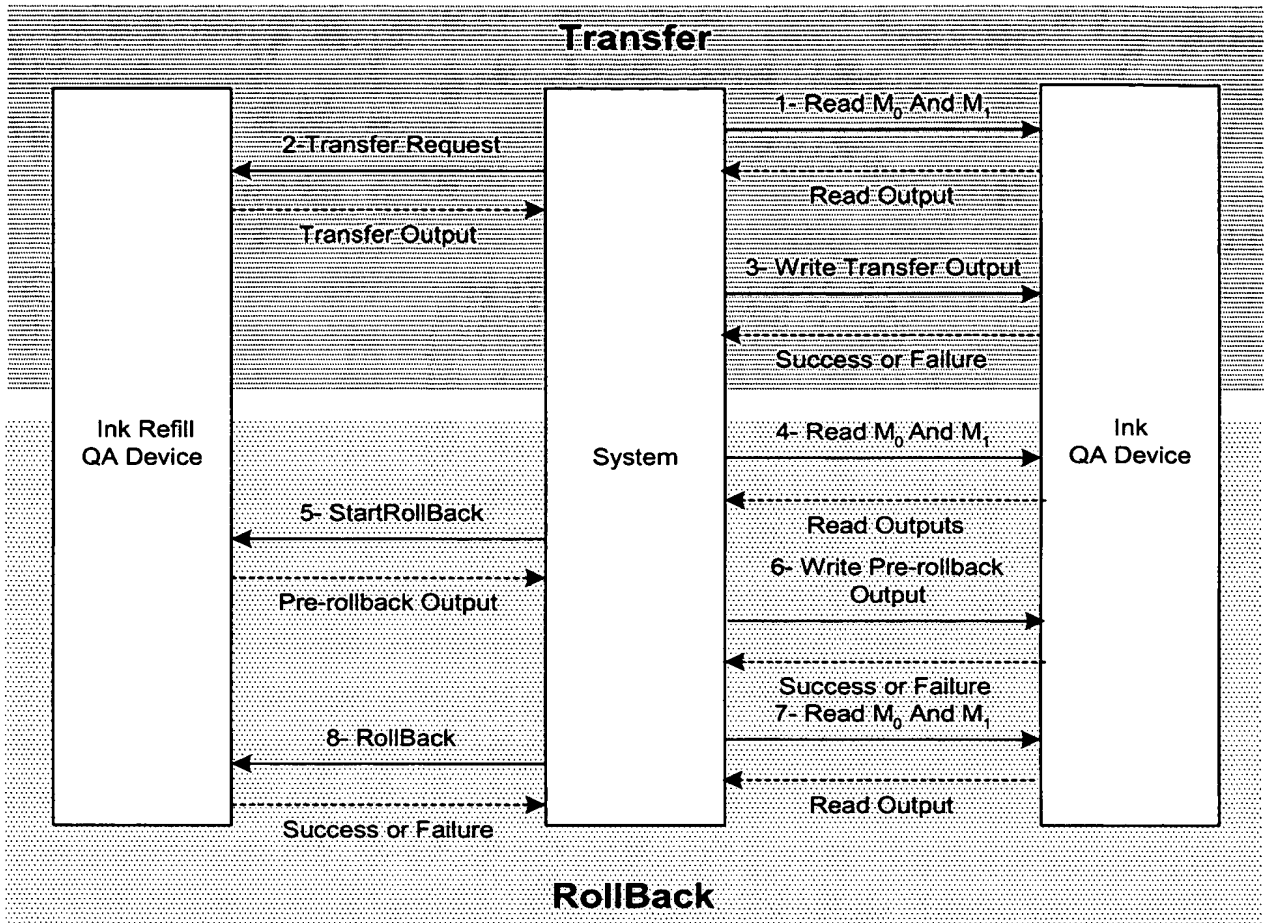 Transfer
1- Read M₀ And M₁
2-Transfer Request
Read Output
Transfer Output
3- Write Transfer Output
Success or Failure
Ink Refill
QA Device
System
Ink
QA Device
4- Read M₀ And M₁
Read Outputs
5- StartRollBack
6- Write Pre-rollback
Output
Pre-rollback Output
Success or Failure
7- Read M₀ And M₁
8- RollBack
Read Output
Success or Failure
RollBack